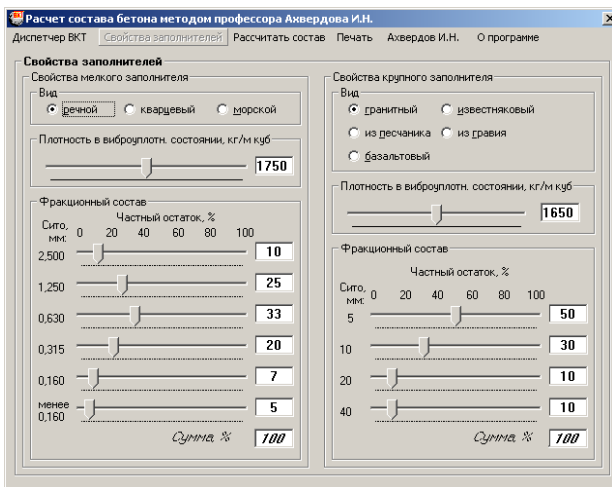 Расчет состава бетона методом профессора Ахвердова И.Н.
Диспетчер ВКТ Свойства заполнителей Рассчитать состав Печать Ахвердов И.Н. О программе
Свойства заполнителей
Свойства мелкого заполнителя
Вид
речной кварцевый морской
Плотность в виброуплотн. состоянии, кг/м куб
1750
Фракционный состав
Частный остаток, %
Сито, мм: 0 20 40 60 80 100
2,500 10
1,250 25
0,630 33
0,315 20
0,160 7
менее 0,160 5
Сумма, % 100
Свойства крупного заполнителя
Вид
гранитный известняковый
из песчаника из гравия
базальтовый
Плотность в виброуплотн. состоянии, кг/м куб
1650
Фракционный состав
Частный остаток, %
Сито, мм: 0 20 40 60 80 100
5 50
10 30
20 10
40 10
Сумма, % 100